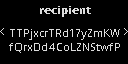 recipient
< TTPjxcrTRd17yZmKW >
fQrxDd4CoLZNStwfP